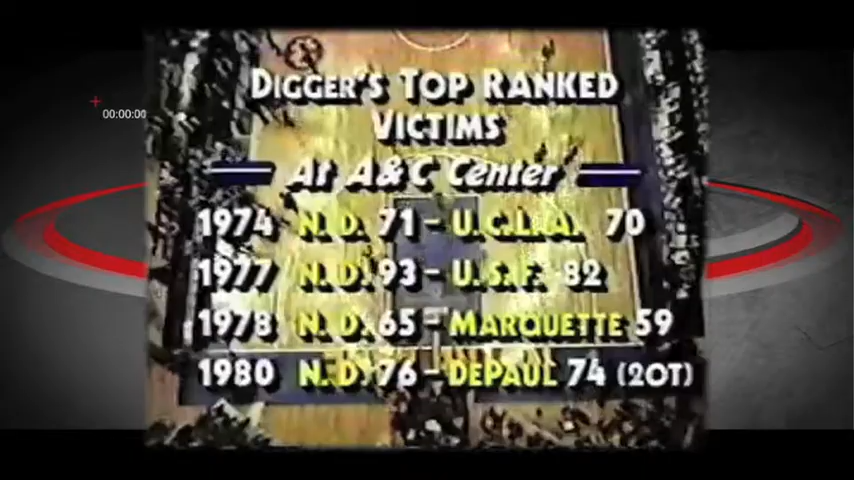 DIGGER'S TOP RANKED
VICTIMS
At A&C Center
1974 N.D. 71 - U.C.L.A. 70
1977 N.D. 93 - U.S.F. 82
1978 N.D. 65 - MARQUETTE 59
1980 N.D. 76 - DEPAUL 74 (2OT)
00:00:00